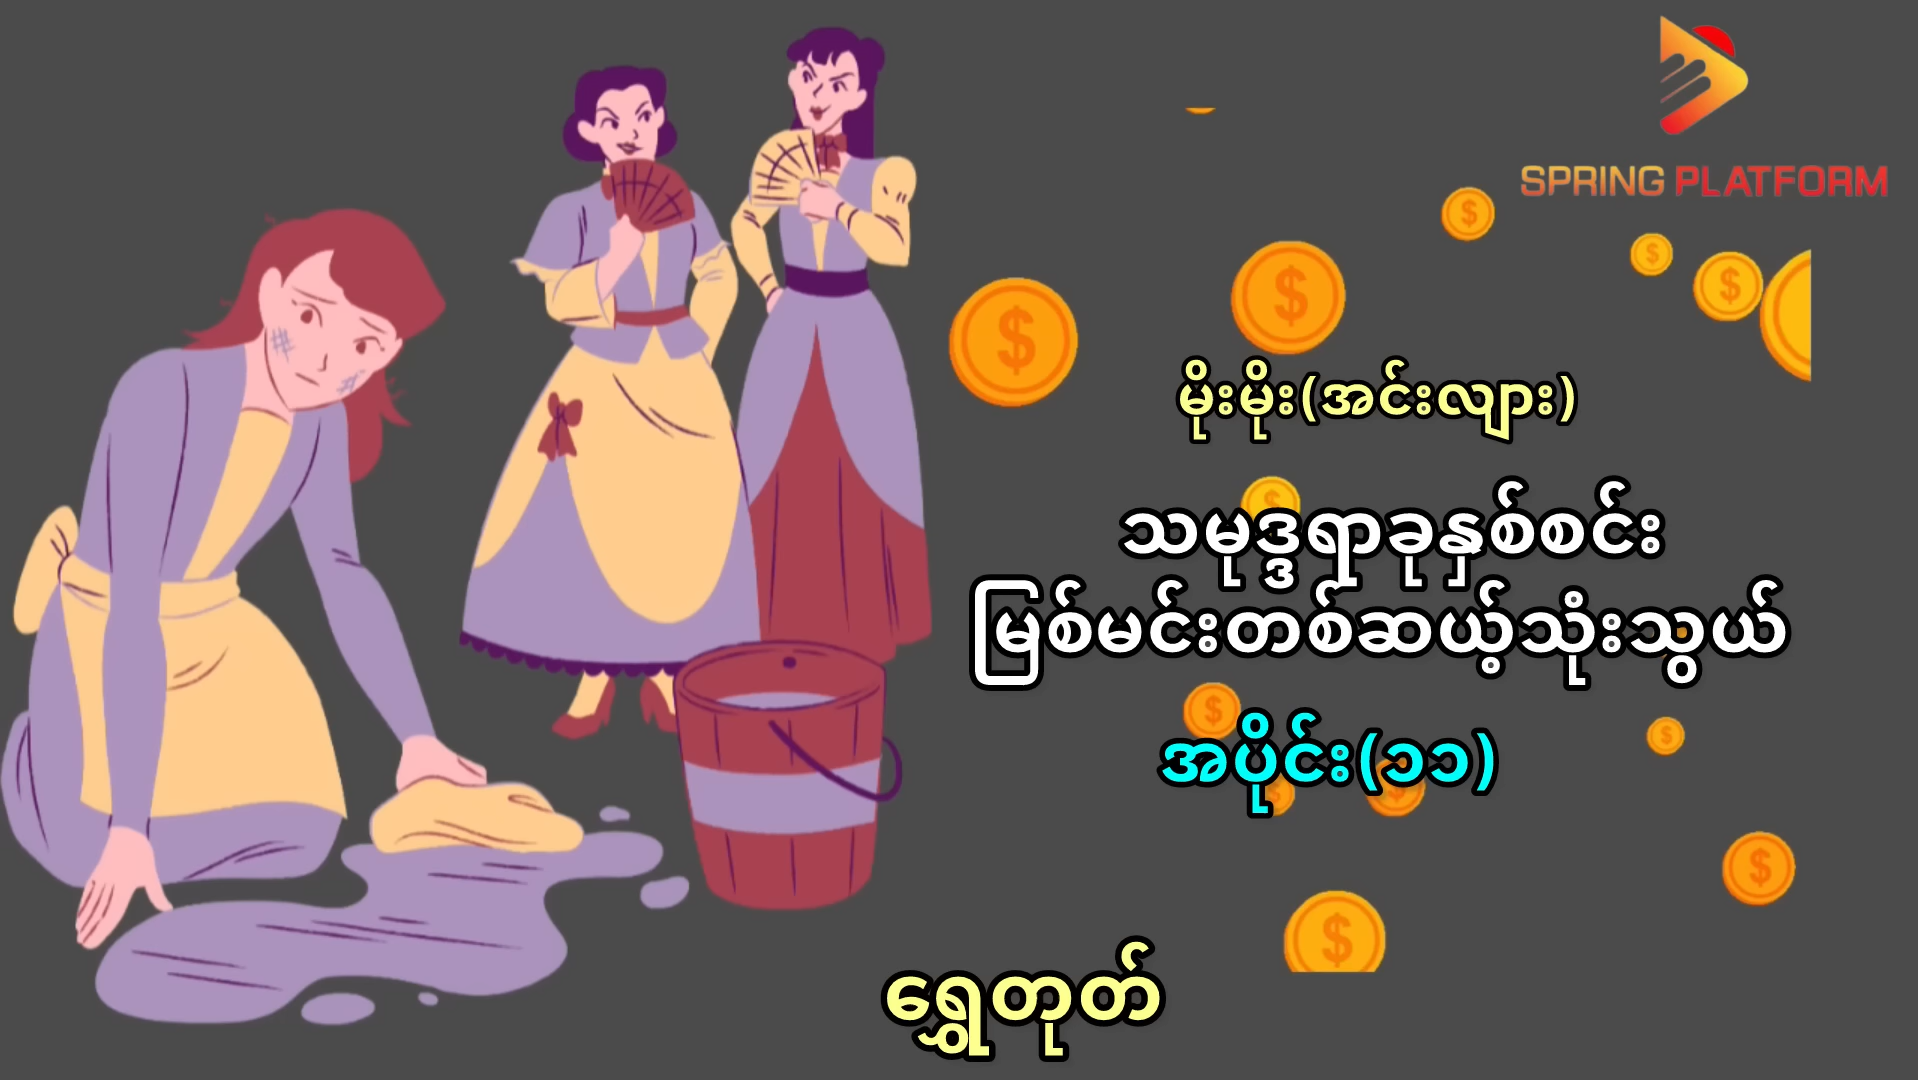 SPRING PLATFORM
မိုးမိုး(အင်းလျား)
သမုဒ္ဒရာခုနှစ်စင်း
မြစ်မင်းတစ်ဆယ့်သုံးသွယ်
အပိုင်း(၁၁)
ရွှေတုတ်